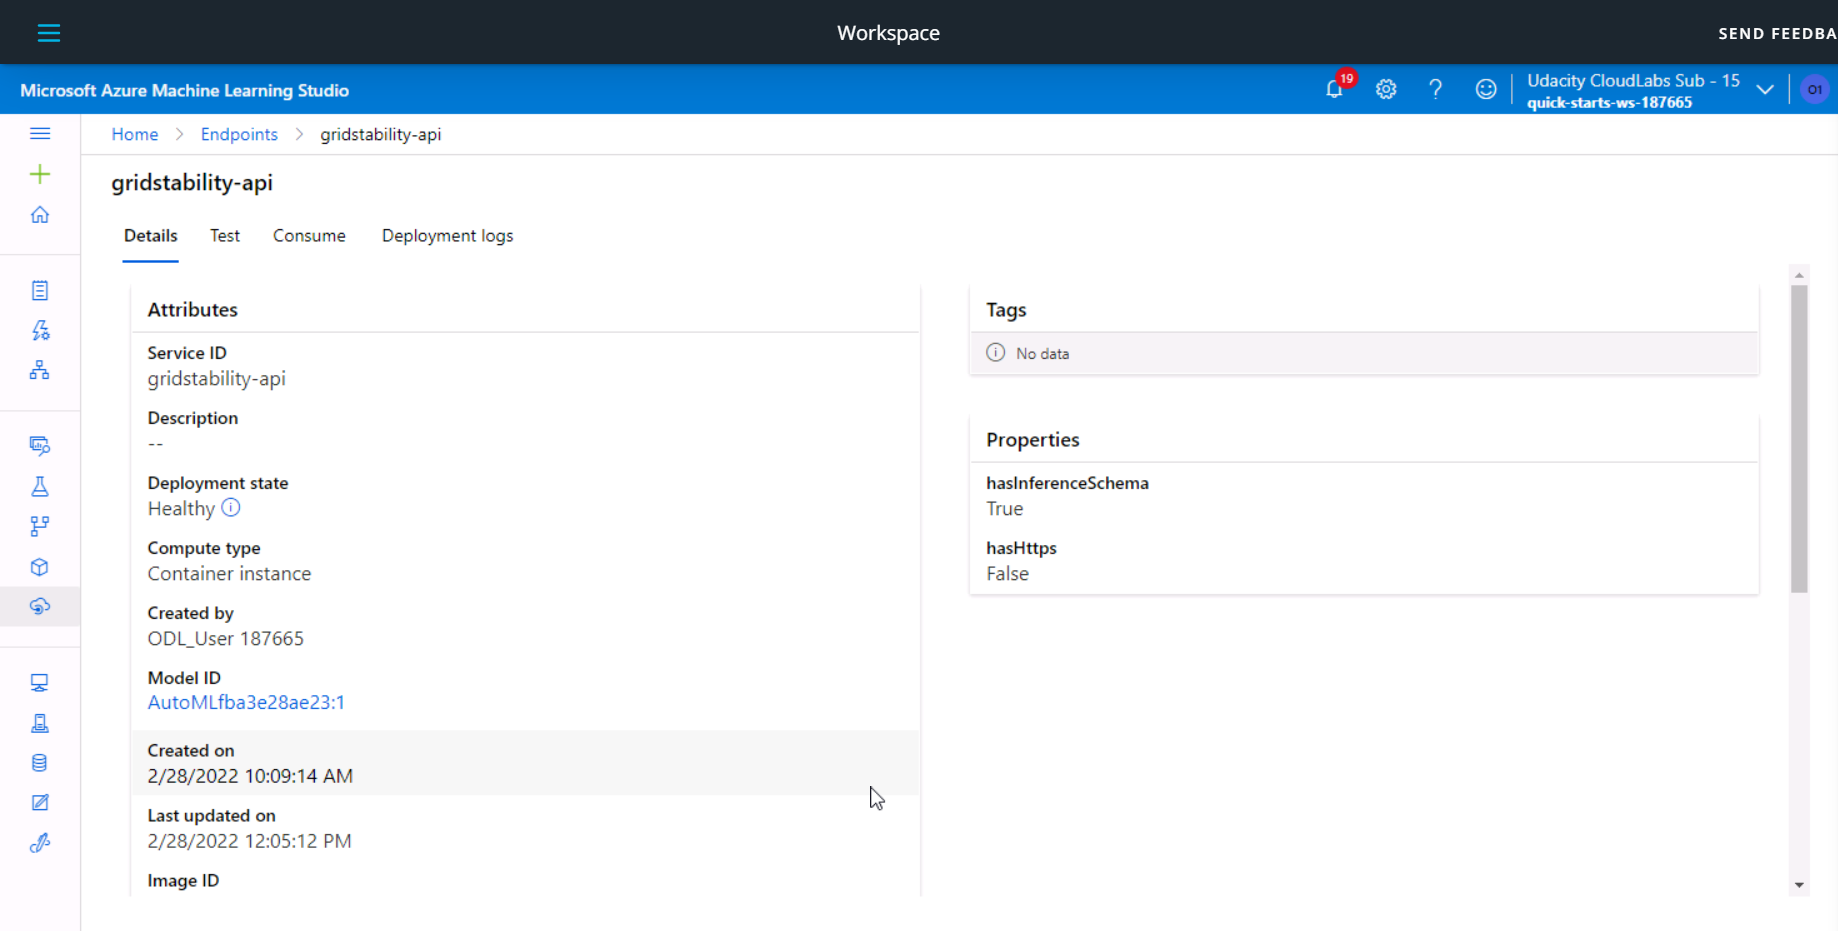 Workspace
SEND FEEDBA
Microsoft Azure Machine Learning Studio
19
Udacity CloudLabs Sub - 15
quick-starts-ws-187665
O1
Home > Endpoints > gridstability-api
gridstability-api
Details Test Consume Deployment logs
Attributes
Service ID
gridstability-api
Description
--
Deployment state
Healthy
Compute type
Container instance
Created by
ODL_User 187665
Model ID
AutoMLfba3e28ae23:1
Created on
2/28/2022 10:09:14 AM
Last updated on
2/28/2022 12:05:12 PM
Image ID
Tags
No data
Properties
hasInferenceSchema
True
hasHttps
False